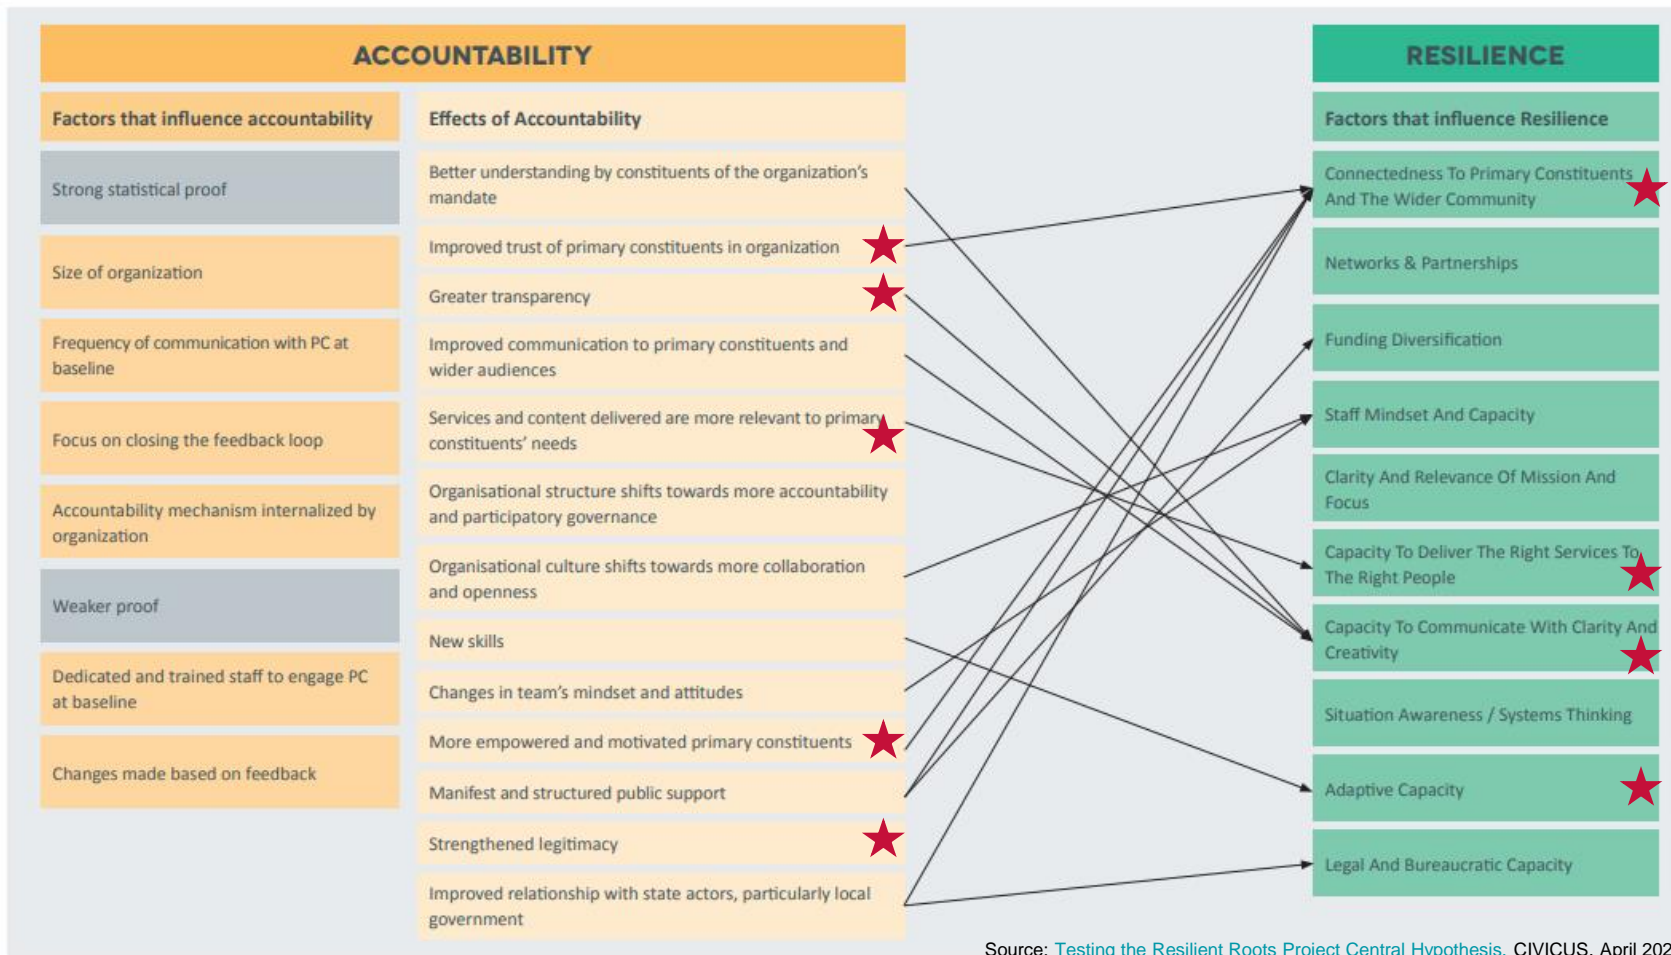 ACCOUNTABILITY
Factors that influence accountability
Strong statistical proof
Size of organization
Frequency of communication with PC at
baseline
Focus on closing the feedback loop
Accountability mechanism internalized by
organization
Weaker proof
Dedicated and trained staff to engage PC
at baseline
Changes made based on feedback
Effects of Accountability
Better understanding by constituents of the organization's
mandate
Improved trust of primary constituents in organization
Greater transparency
Improved communication to primary constituents and
wider audiences
Services and content delivered are more relevant to primary
constituents' needs
Organisational structure shifts towards more accountability
and participatory governance
Organisational culture shifts towards more collaboration
and openness
New skills
Changes in team's mindset and attitudes
More empowered and motivated primary constituents
Manifest and structured public support
Strengthened legitimacy
Improved relationship with state actors, particularly local
government
RESILIENCE
Factors that influence Resilience
Connectedness To Primary Constituents
And The Wider Community
Networks & Partnerships
Funding Diversification
Staff Mindset And Capacity
Clarity And Relevance Of Mission And
Focus
Capacity To Deliver The Right Services To
The Right People
Capacity To Communicate With Clarity And
Creativity
Situation Awareness / Systems Thinking
Adaptive Capacity
Legal And Bureaucratic Capacity
Source: Testing the Resilient Roots Project Central Hypothesis, CIVICUS, April 202